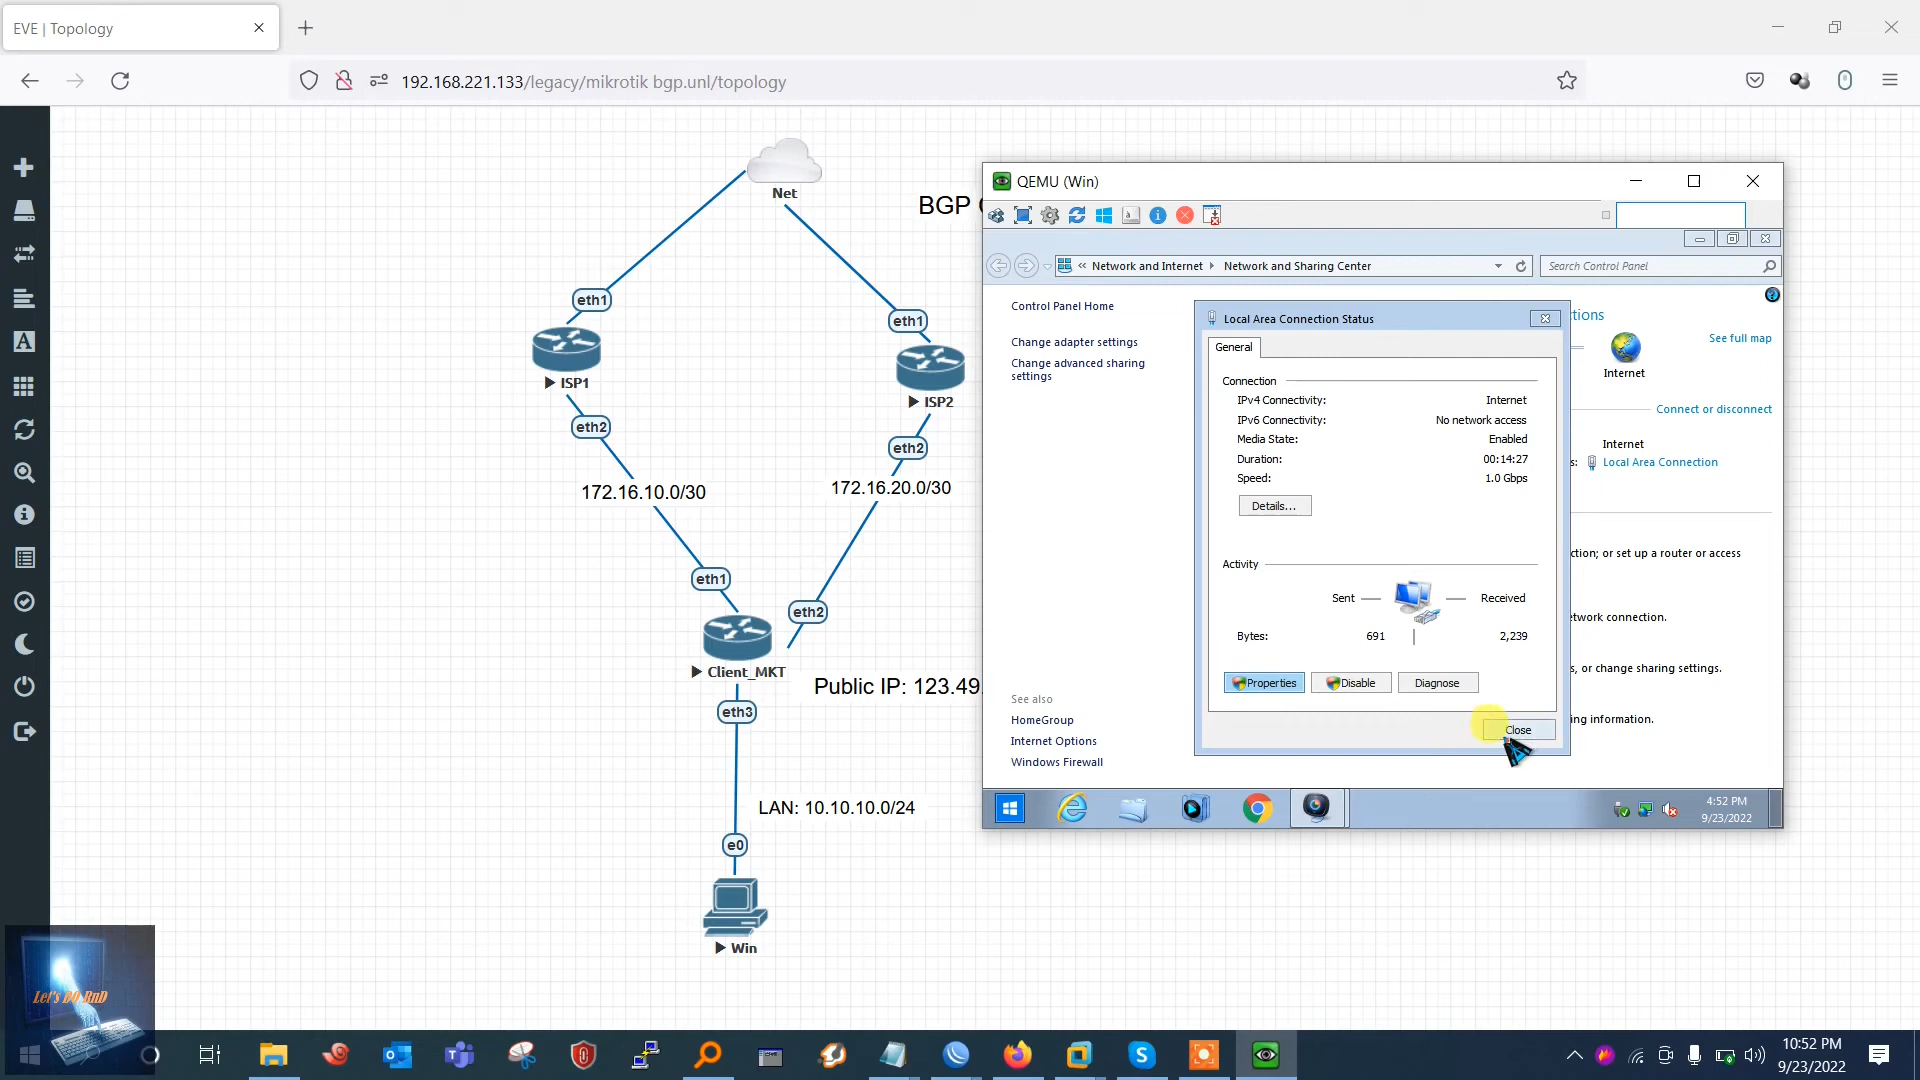 EVE | Topology
192.168.221.133/legacy/mikrotik bgp.unl/topology
Net
BGP
eth1
eth1
ISP1
ISP2
eth2
eth2
172.16.10.0/30
172.16.20.0/30
eth1
eth2
Client_MKT
Public IP: 123.49.
eth3
LAN: 10.10.10.0/24
e0
Win
Let's DO RnD
QEMU (Win)
« Network and Internet
Network and Sharing Center
Search Control Panel
Control Panel Home
Change adapter settings
Change advanced sharing
settings
See also
HomeGroup
Internet Options
Windows Firewall
Local Area Connection Status
General
Connection
IPv4 Connectivity: Internet
IPv6 Connectivity: No network access
Media State: Enabled
Duration: 00:14:27
Speed: 1.0 Gbps
Details...
Activity
Sent
Received
Bytes: 691 2,239
Properties
Disable
Diagnose
Close
tions
See full map
Internet
Connect or disconnect
Internet
s: Local Area Connection
ction; or set up a router or access
etwork connection.
s, or change sharing settings.
ing information.
4:52 PM
9/23/2022
10:52 PM
9/23/2022